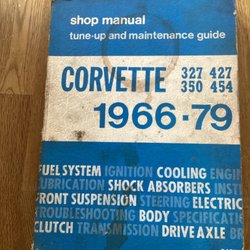 shop manual
tune-up and maintenance guide
CORVETTE 327 427
350 454
1966-79
FUEL SYSTEM IGNITION COOLING ENGI
LUBRICATION SHOCK ABSORBERS INST
FRONT SUSPENSION STEERING ELECTRIC
TROUBLESHOOTING BODY SPECIFICATI
CLUTCH TRANSMISSION DRIVE AXLE BR